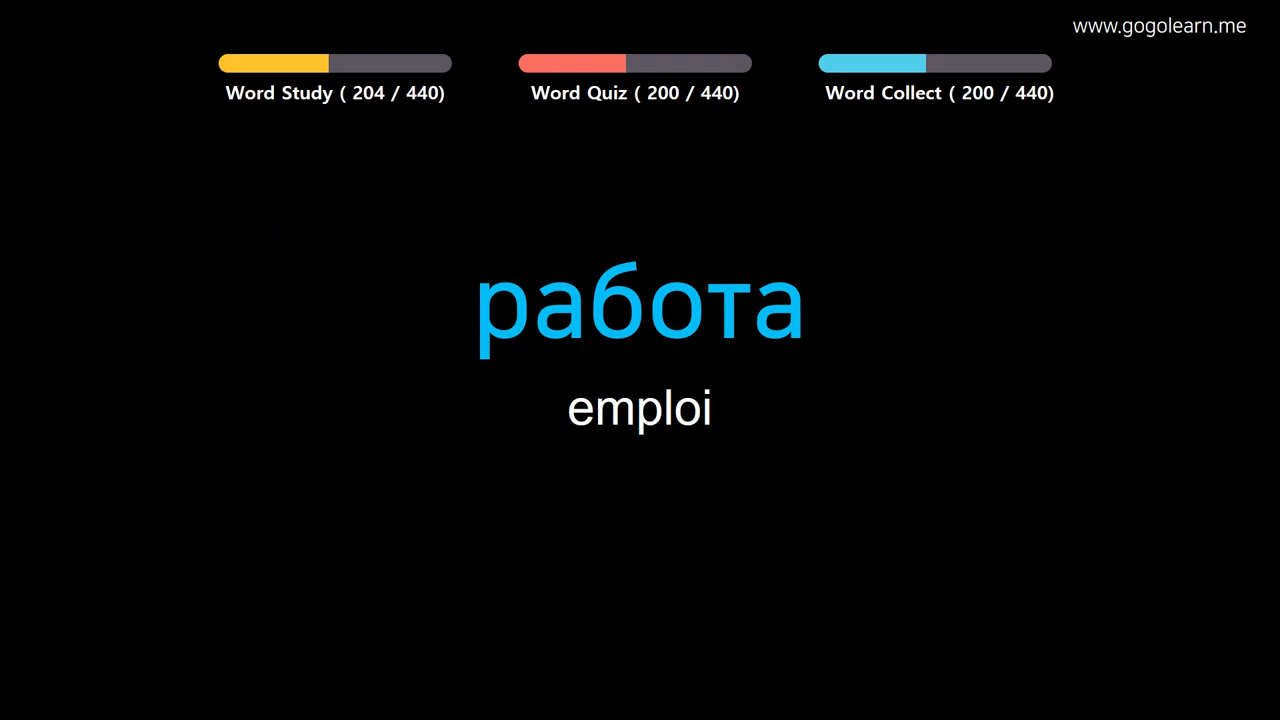 www.gogolearn.me
Word Study ( 204 / 440)
Word Quiz ( 200 / 440)
Word Collect ( 200 / 440)
работа
emploi